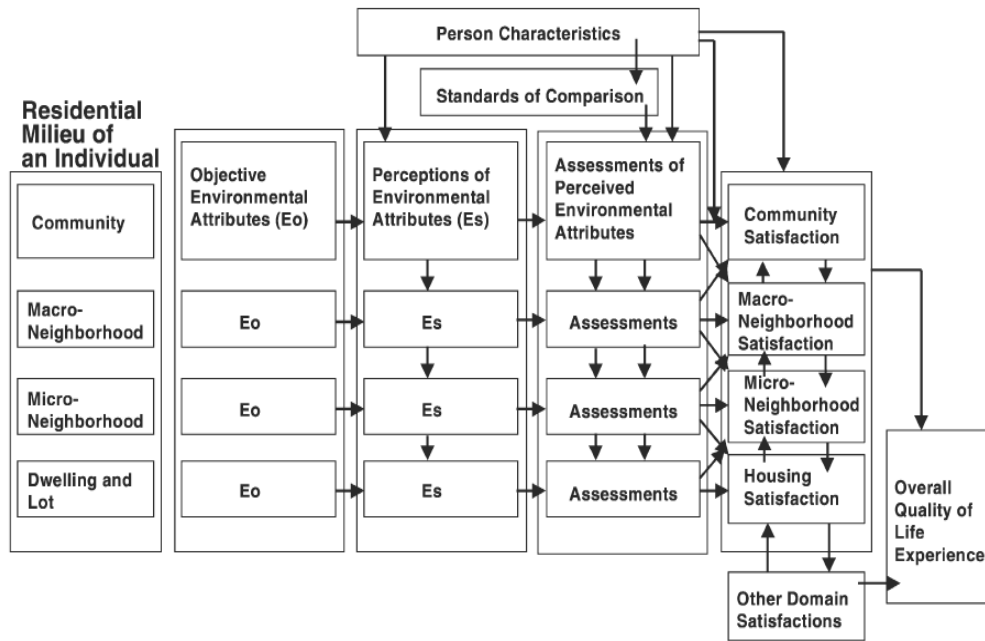 Person Characteristics
Standards of Comparison
Residential
Milieu of
an Individual
Objective
Environmental
Attributes (Eo)
Perceptions of
Environmental
Attributes (Es)
Assessments of
Perceived
Environmental
Attributes
Community
Community
Satisfaction
Macro-
Neighborhood
Eo
Es
Assessments
Macro-
Neighborhood
Satisfaction
Micro-
Neighborhood
Eo
Es
Assessments
Micro-
Neighborhood
Satisfaction
Dwelling and
Lot
Eo
Es
Assessments
Housing
Satisfaction
Overall
Quality of
Life
Experience
Other Domain
Satisfactions